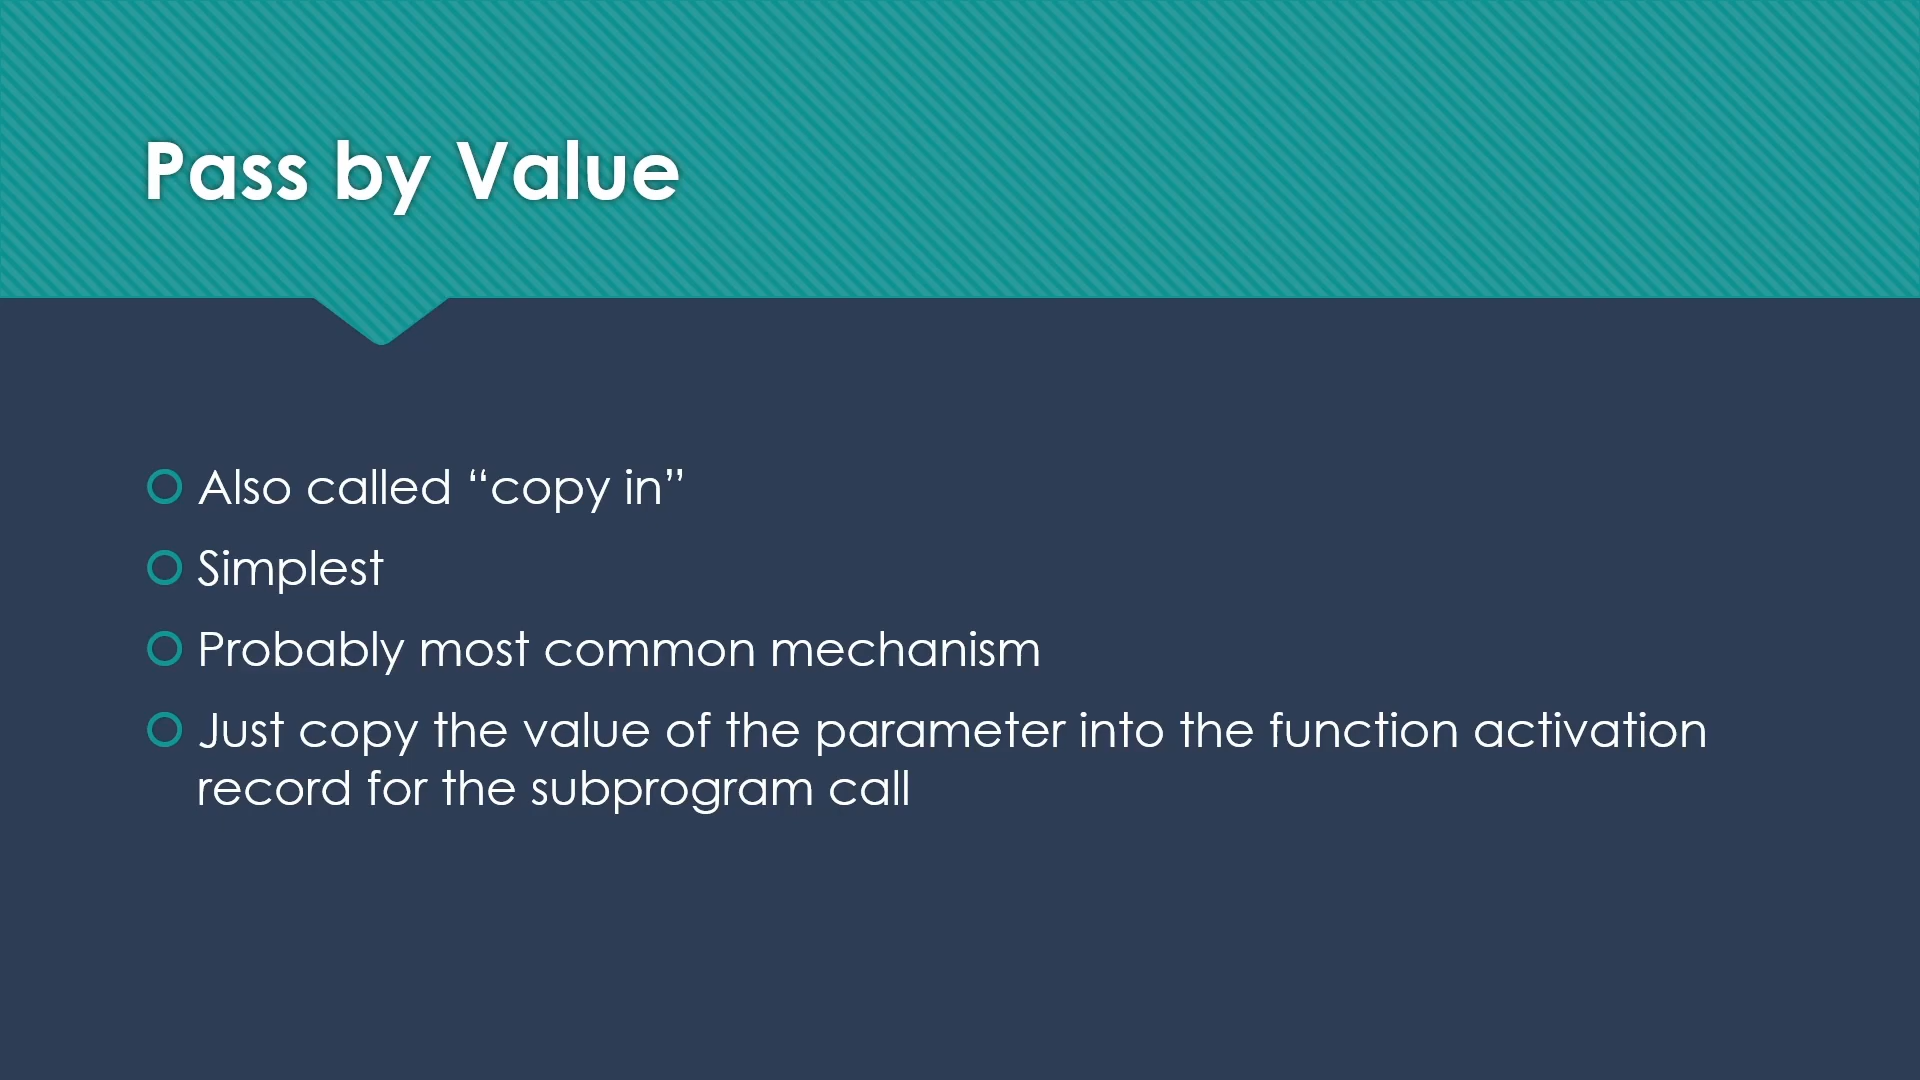 Pass by Value
Also called “copy in”
Simplest
Probably most common mechanism
Just copy the value of the parameter into the function activation
record for the subprogram call